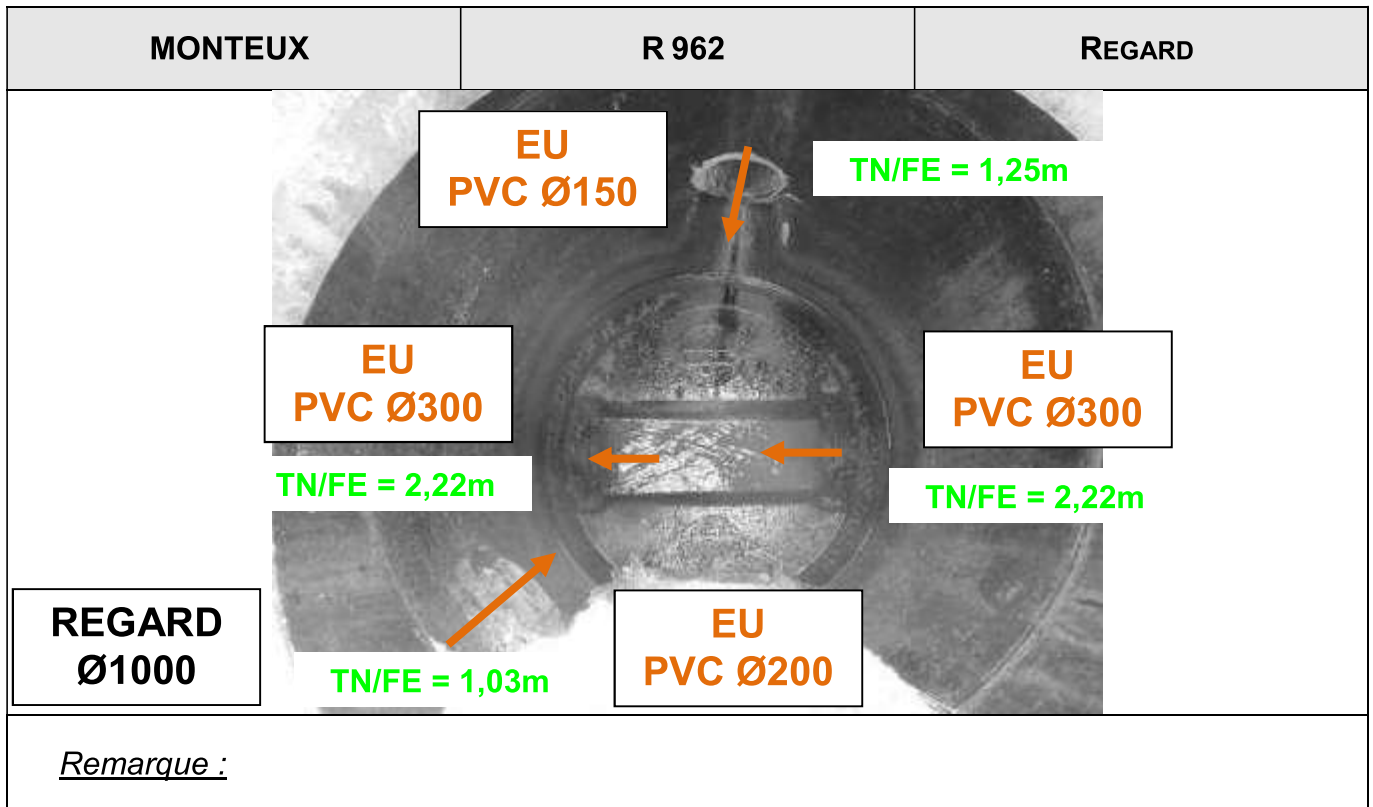 MONTEUX
R 962
REGARD
EU
PVC Ø150
TN/FE = 1,25m
EU
PVC Ø300
TN/FE = 2,22m
EU
PVC Ø300
TN/FE = 2,22m
REGARD
Ø1000
TN/FE = 1,03m
EU
PVC Ø200
Remarque :